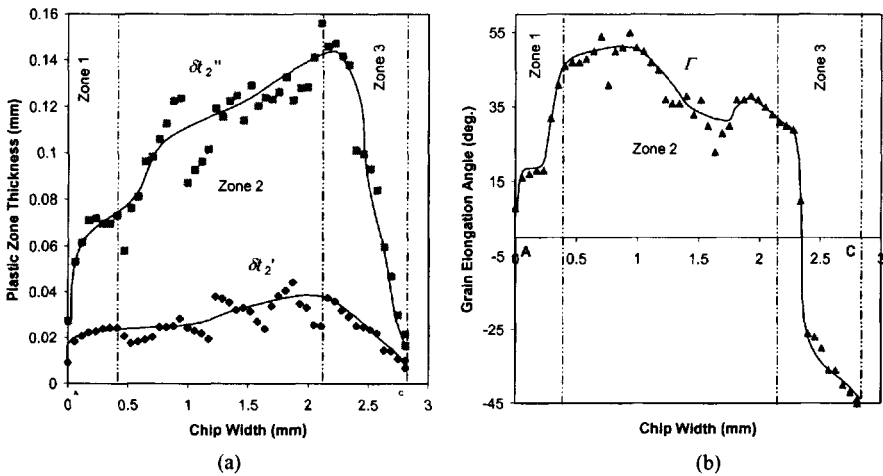 0.16
0.14
0.12
0.1
0.08
0.06
0.04
0.02
0
Plastic Zone Thickness (mm)
Zone 1
δt₂''
Zone 2
δt₂'
Zone 3
0 0.5 1 1.5 2 2.5 3
A C
Chip Width (mm)
(a)
55
35
15
-5
-25
-45
Grain Elongation Angle (deg.)
Zone 1
Γ
Zone 2
Zone 3
A C
0 0.5 1 1.5 2 2.5 3
Chip Width (mm)
(b)